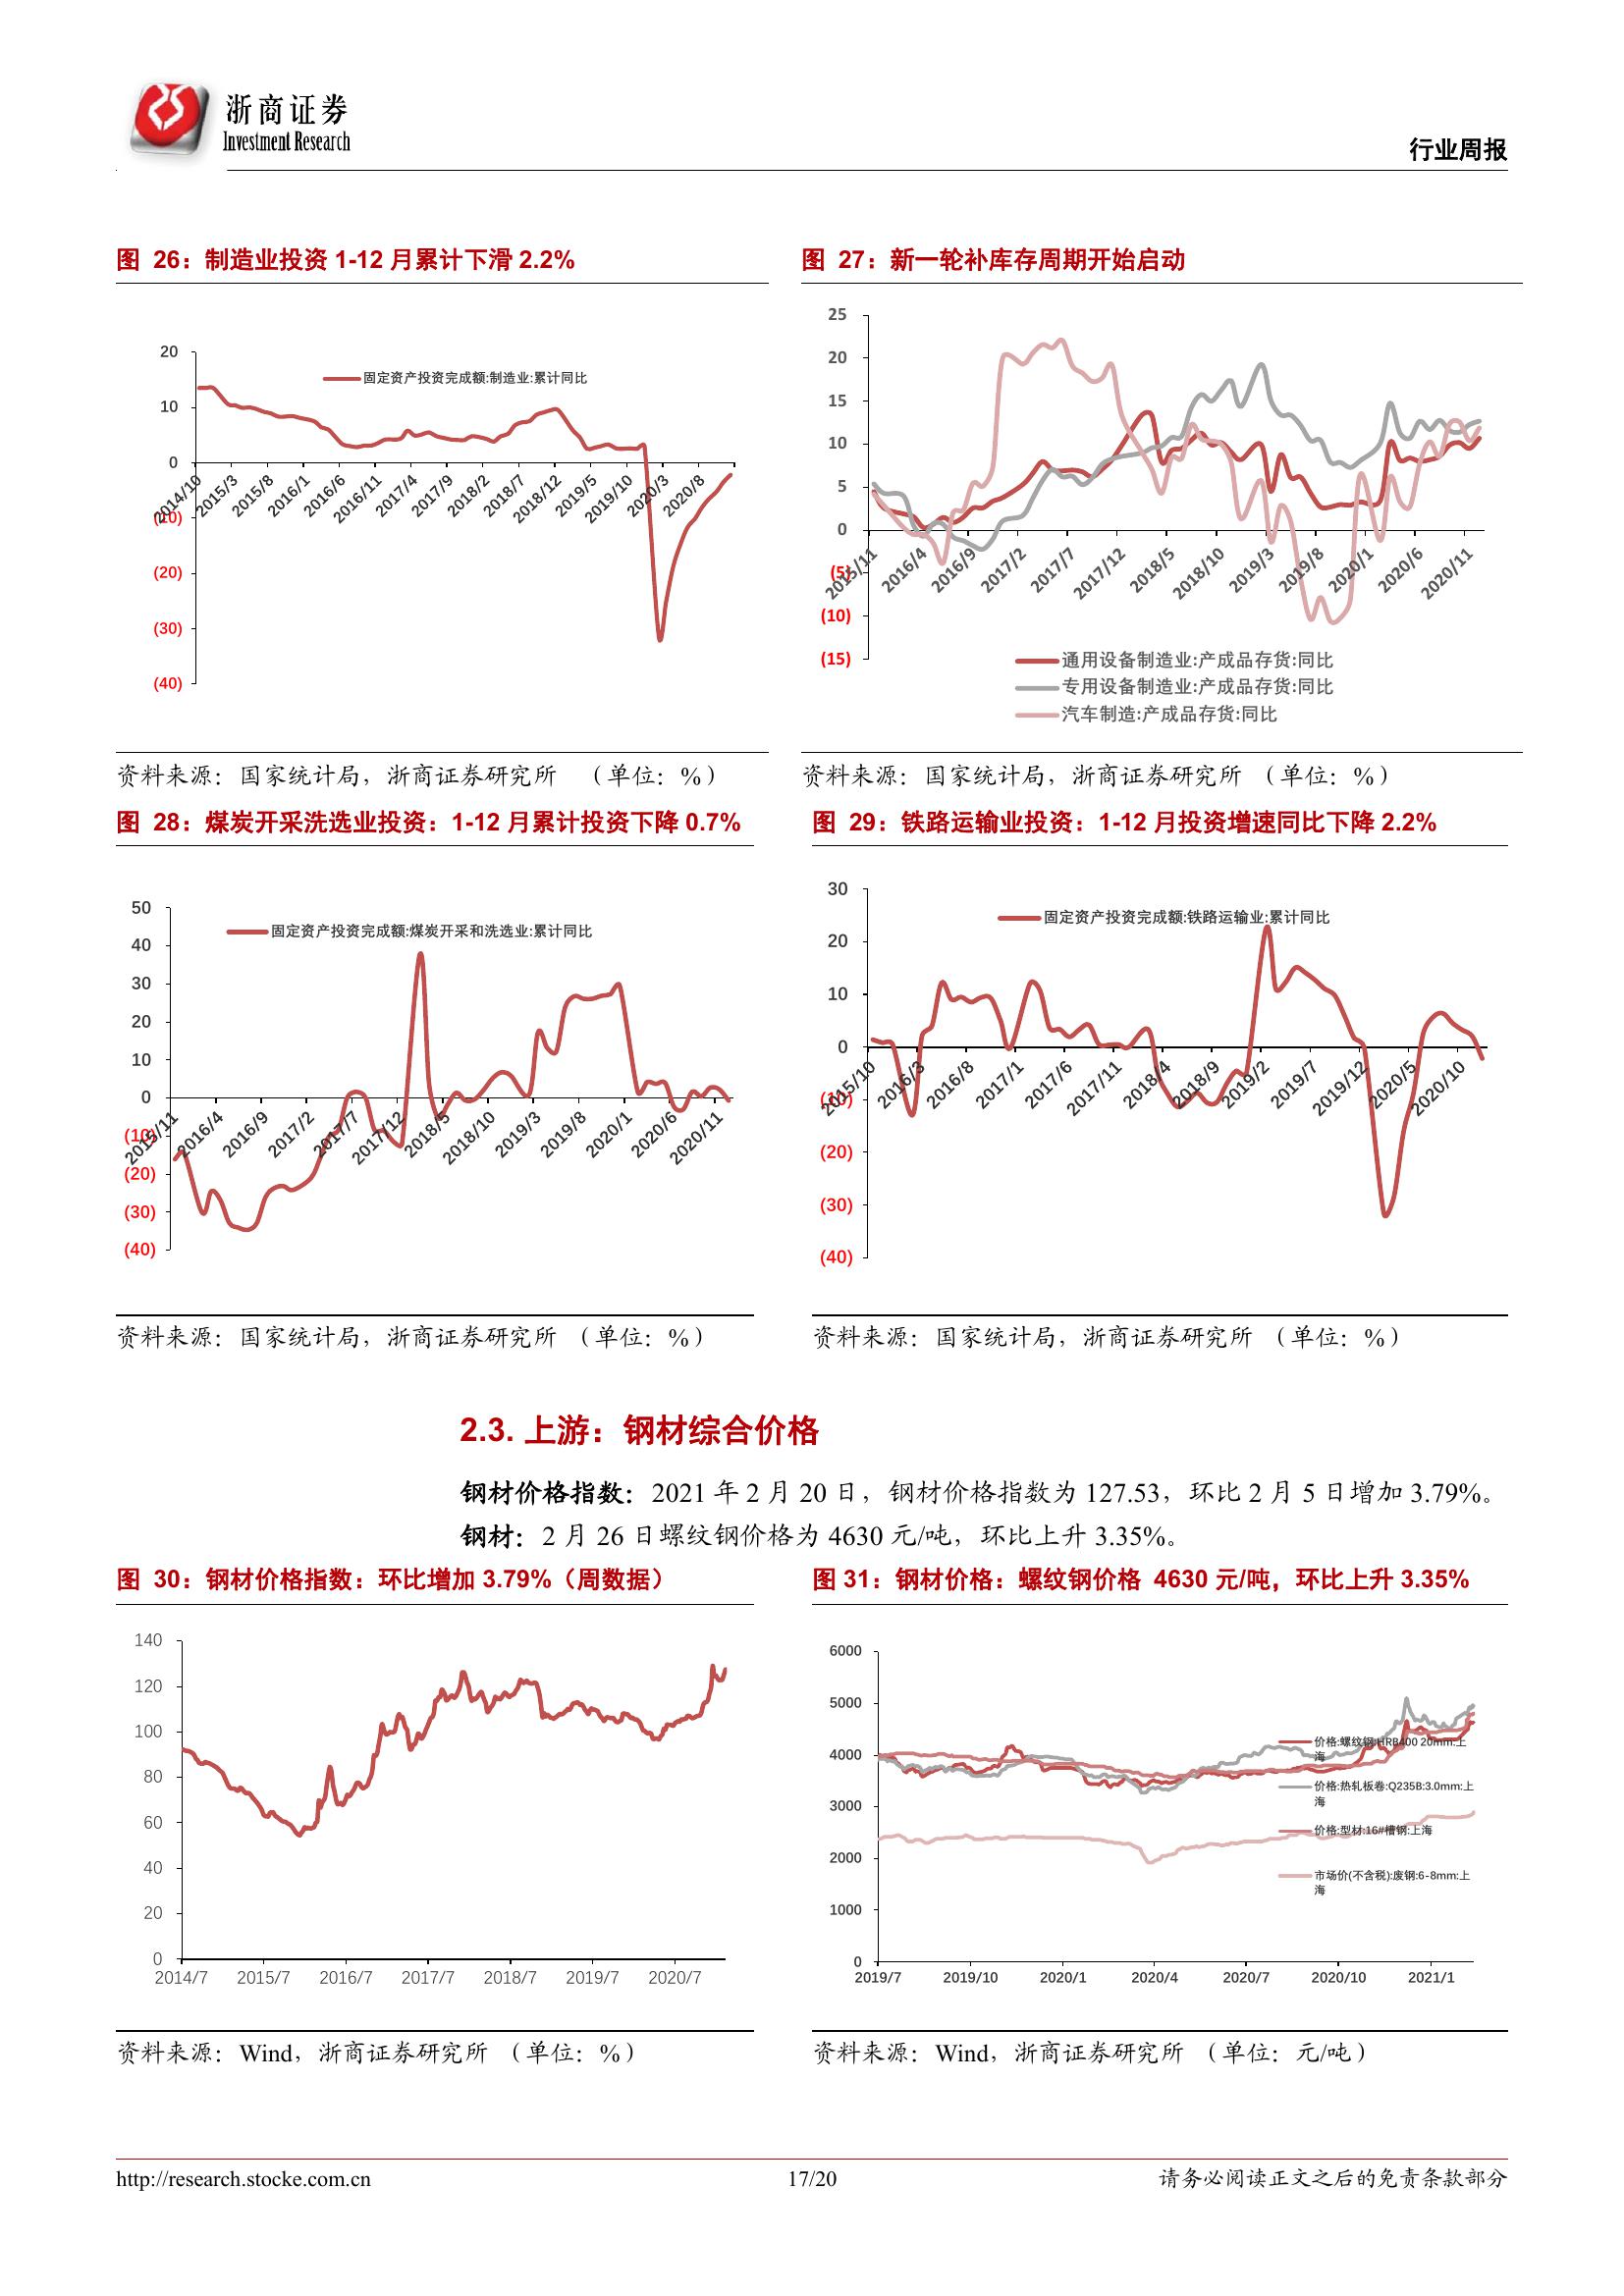 浙商证券
Investment Research
行业周报
图 26：制造业投资 1-12 月累计下滑 2.2%
20
10
0
(10)
(20)
(30)
(40)
固定资产投资完成额:制造业:累计同比
2014/10 2015/3 2015/8 2016/1 2016/6 2016/11 2017/4 2017/9 2018/2 2018/7 2018/12 2019/5 2019/10 2020/3 2020/8
资料来源：国家统计局，浙商证券研究所 （单位：%）
图 27：新一轮补库存周期开始启动
25
20
15
10
5
0
(5)
(10)
(15)
2015/11 2016/4 2016/9 2017/2 2017/7 2017/12 2018/5 2018/10 2019/3 2019/8 2020/1 2020/6 2020/11
通用设备制造业:产成品存货:同比
专用设备制造业:产成品存货:同比
汽车制造:产成品存货:同比
资料来源：国家统计局，浙商证券研究所 （单位：%）
图 28：煤炭开采洗选业投资：1-12 月累计投资下降 0.7%
50
40
30
20
10
0
(10)
(20)
(30)
(40)
固定资产投资完成额:煤炭开采和洗选业:累计同比
2015/11 2016/4 2016/9 2017/2 2017/7 2017/12 2018/5 2018/10 2019/3 2019/8 2020/1 2020/6 2020/11
资料来源：国家统计局，浙商证券研究所 （单位：%）
图 29：铁路运输业投资：1-12 月投资增速同比下降 2.2%
30
20
10
0
(10)
(20)
(30)
(40)
固定资产投资完成额:铁路运输业:累计同比
2015/10 2016/3 2016/8 2017/1 2017/6 2017/11 2018/4 2018/9 2019/2 2019/7 2019/12 2020/5 2020/10
资料来源：国家统计局，浙商证券研究所 （单位：%）
2.3. 上游：钢材综合价格
钢材价格指数：2021 年 2 月 20 日，钢材价格指数为 127.53，环比 2 月 5 日增加 3.79%。
钢材：2 月 26 日螺纹钢价格为 4630 元/吨，环比上升 3.35%。
图 30：钢材价格指数：环比增加 3.79%（周数据）
140
120
100
80
60
40
20
0
2014/7 2015/7 2016/7 2017/7 2018/7 2019/7 2020/7
资料来源：Wind，浙商证券研究所 （单位：%）
图 31：钢材价格：螺纹钢价格 4630 元/吨，环比上升 3.35%
6000
5000
4000
3000
2000
1000
0
价格:螺纹钢:HRB400 20mm:上
海
价格:热轧板卷:Q235B:3.0mm:上
海
价格:型材:16#槽钢:上海
市场价(不含税):废钢:6-8mm:上
海
2019/7 2019/10 2020/1 2020/4 2020/7 2020/10 2021/1
资料来源：Wind，浙商证券研究所 （单位：元/吨）
http://research.stocke.com.cn
17/20
请务必阅读正文之后的免责条款部分